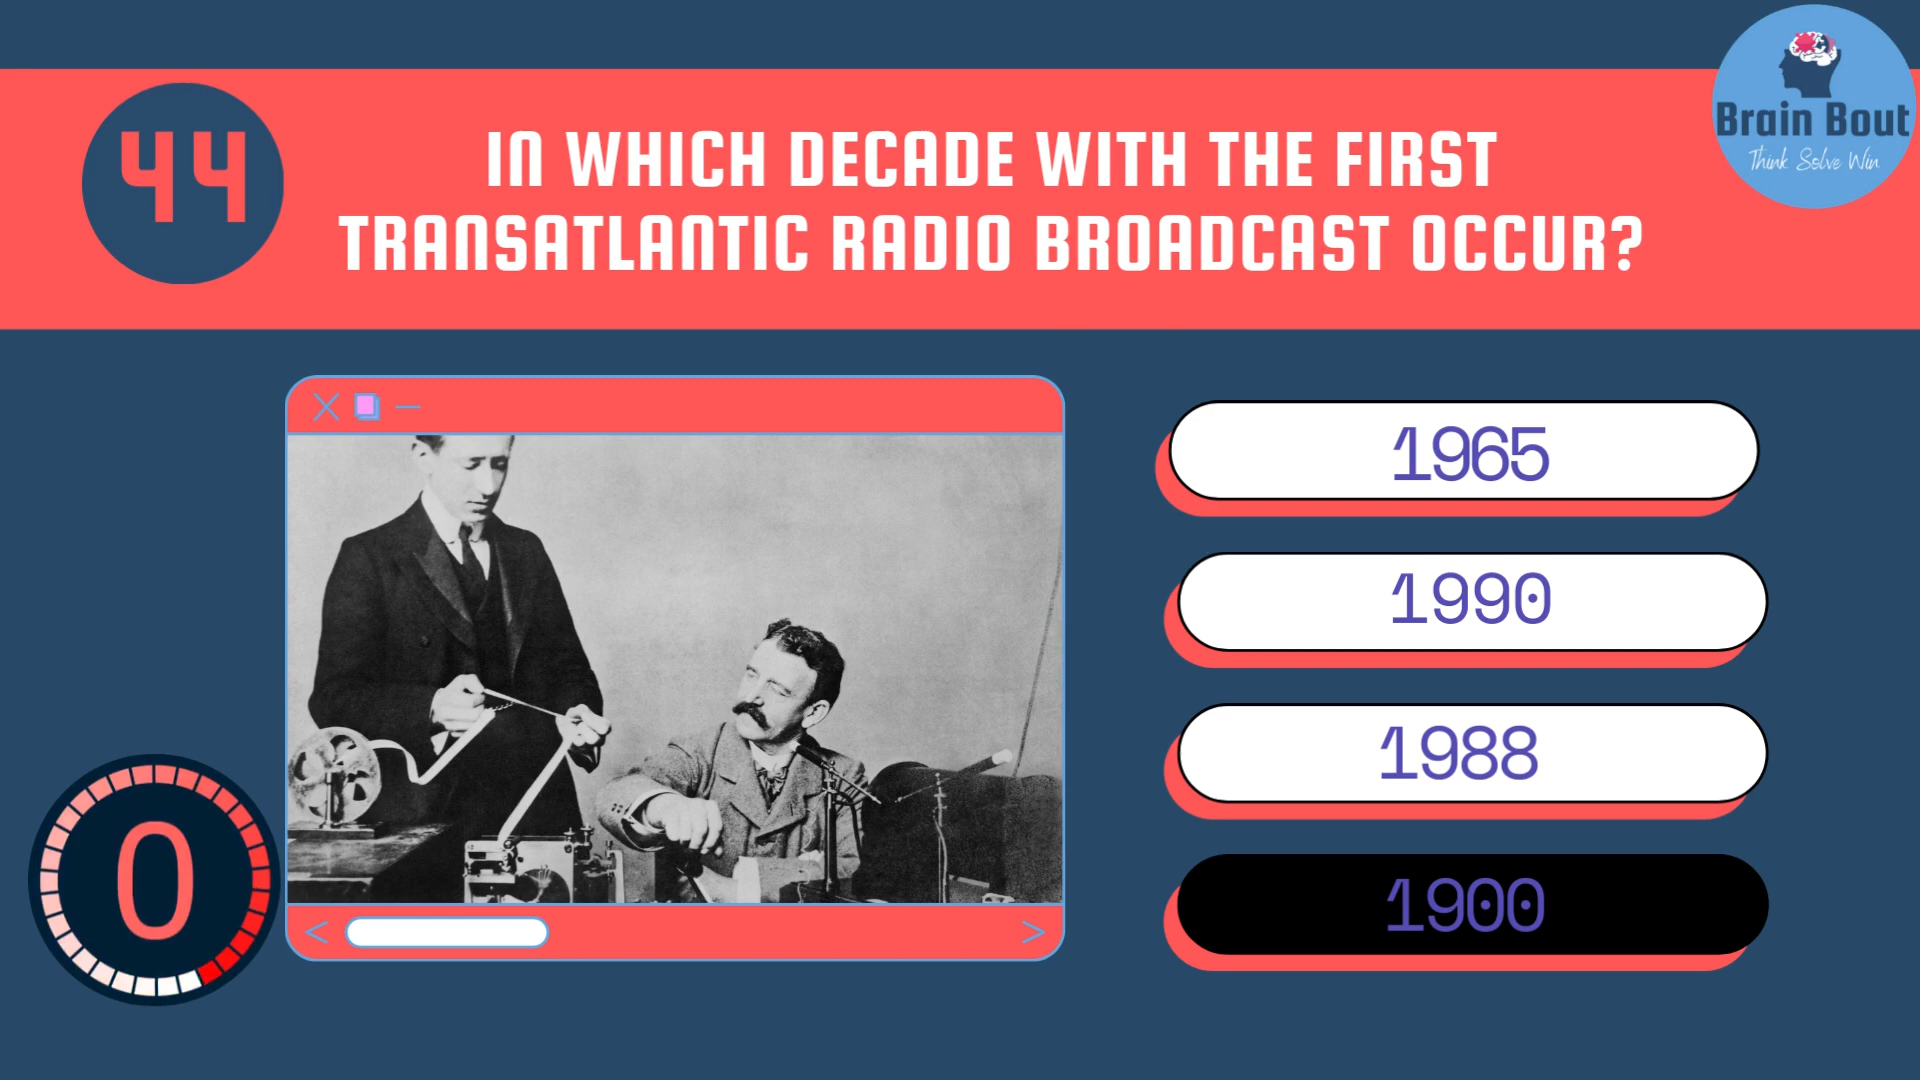 44
IN WHICH DECADE WITH THE FIRST
TRANSATLANTIC RADIO BROADCAST OCCUR?
Brain Bout
Think Solve Win
1965
1990
1988
1900
0